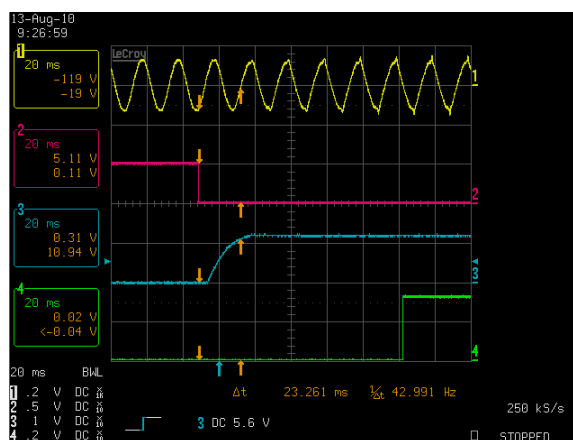 13-Aug-10
9:26:59
LeCroy
1
20 ms
-119 V
-19 V
1
2
20 ms
5.11 V
0.11 V
2
3
20 ms
0.31 V
10.94 V
3
4
20 ms
0.02 V
<-0.04 V
4
20 ms BWL
1 .2 V DC
2 .5 V DC
3 1 V DC
4 .2 V DC
Δt 23.261 ms 1/Δt 42.991 Hz
3 DC 5.6 V
250 kS/s
STOPPED